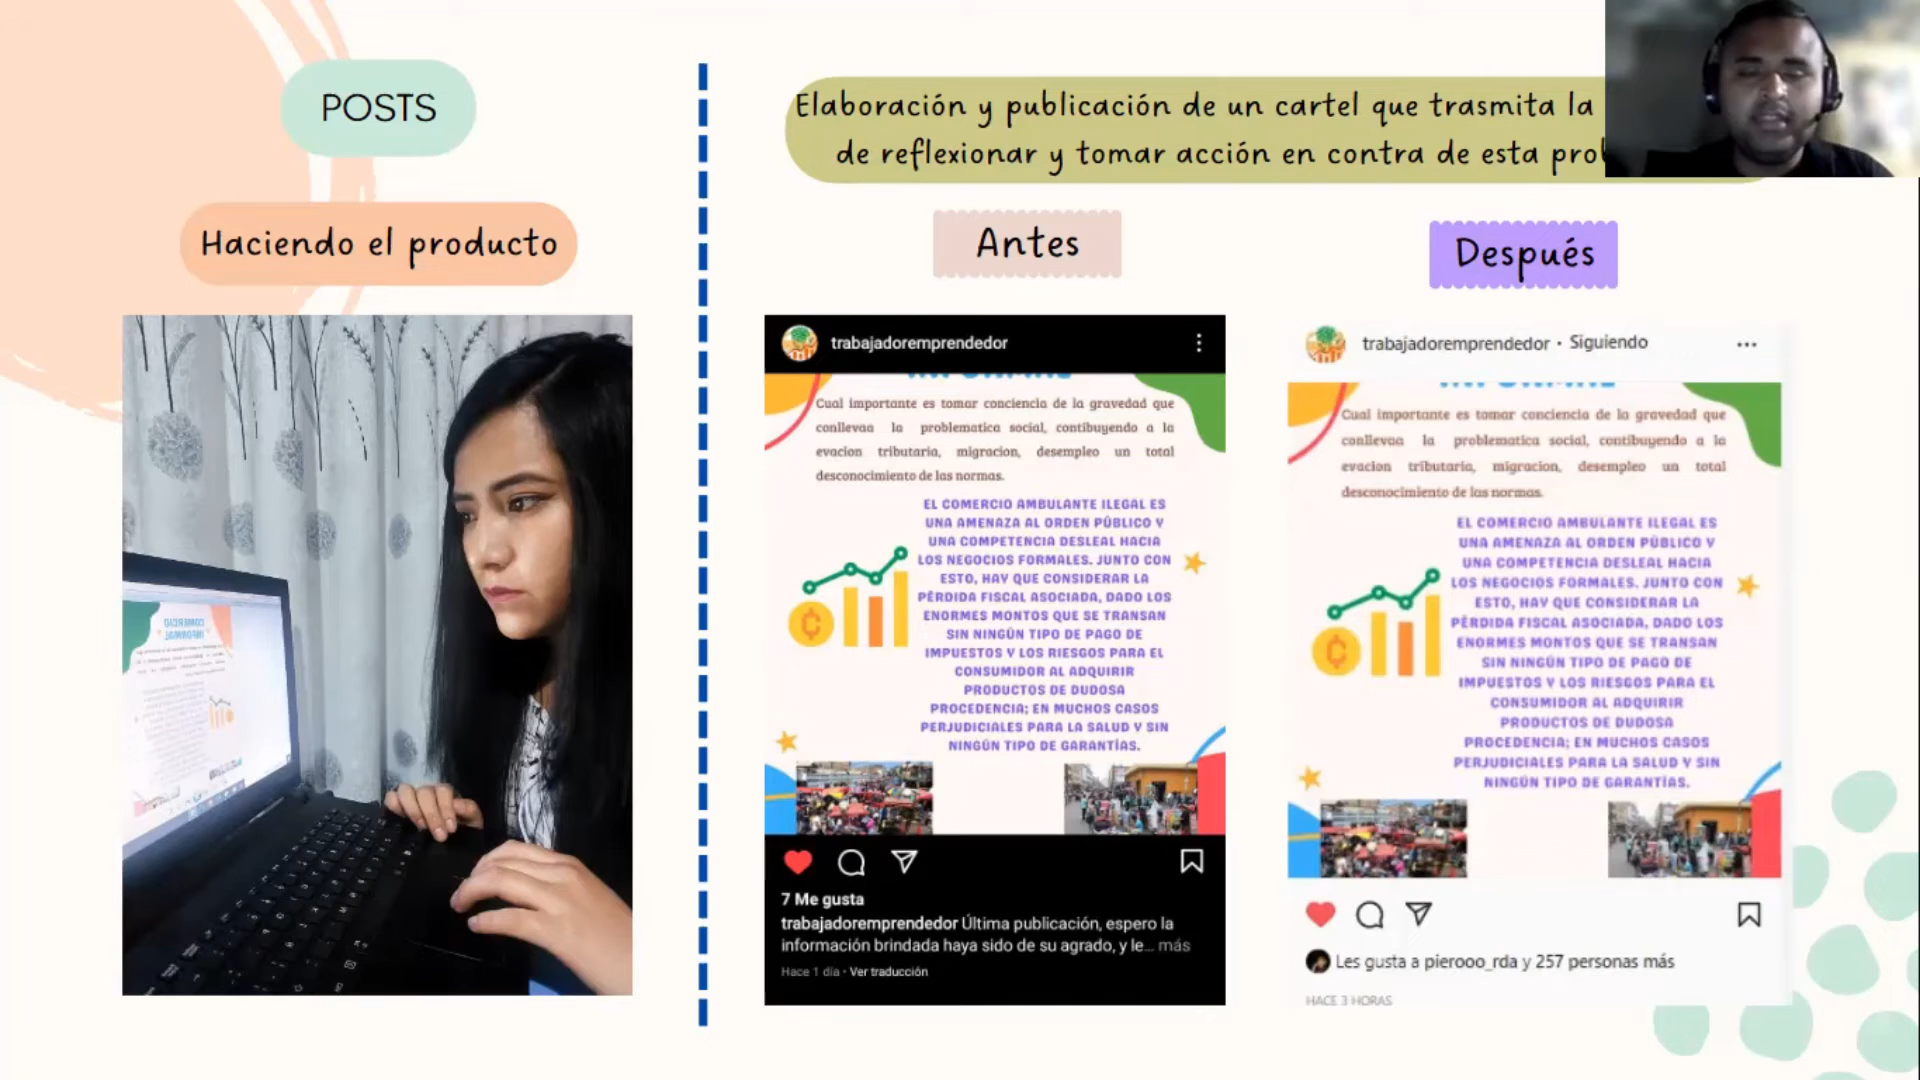 POSTS
Haciendo el producto
Elaboración y publicación de un cartel que trasmita la
de reflexionar y tomar acción en contra de esta
Antes
Después
trabajadoremprendedor
Cual importante es tomar conciencia de la gravedad que
conllevaa la problematica social, contibuyendo a la
evacion tributaria, migracion, desempleo un total
desconocimiento de las normas.
EL COMERCIO AMBULANTE ILEGAL ES
UNA AMENAZA AL ORDEN PÚBLICO Y
UNA COMPETENCIA DESLEAL HACIA
LOS NEGOCIOS FORMALES. JUNTO CON
ESTO, HAY QUE CONSIDERAR LA
PÉRDIDA FISCAL ASOCIADA, DADO LOS
ENORMES MONTOS QUE SE TRANSAN
SIN NINGÚN TIPO DE PAGO DE
IMPUESTOS Y LOS RIESGOS PARA EL
CONSUMIDOR AL ADQUIRIR
PRODUCTOS DE DUDOSA
PROCEDENCIA; EN MUCHOS CASOS
PERJUDICIALES PARA LA SALUD Y SIN
NINGÚN TIPO DE GARANTÍAS.
7 Me gusta
trabajadoremprendedor Última publicación, espero la
información brindada haya sido de su agrado, y le... más
Hace 1 día · Ver traducción
trabajadoremprendedor · Siguiendo
Cual importante es tomar conciencia de la gravedad que
conllevaa la problematica social, contibuyendo a la
evacion tributaria, migracion, desempleo un total
desconocimiento de las normas.
EL COMERCIO AMBULANTE ILEGAL ES
UNA AMENAZA AL ORDEN PÚBLICO Y
UNA COMPETENCIA DESLEAL HACIA
LOS NEGOCIOS FORMALES. JUNTO CON
ESTO, HAY QUE CONSIDERAR LA
PÉRDIDA FISCAL ASOCIADA, DADO LOS
ENORMES MONTOS QUE SE TRANSAN
SIN NINGÚN TIPO DE PAGO DE
IMPUESTOS Y LOS RIESGOS PARA EL
CONSUMIDOR AL ADQUIRIR
PRODUCTOS DE DUDOSA
PROCEDENCIA; EN MUCHOS CASOS
PERJUDICIALES PARA LA SALUD Y SIN
NINGÚN TIPO DE GARANTÍAS.
Les gusta a pierooo_rda y 257 personas más
HACE 3 HORAS
COMERCIO
INFORMAL